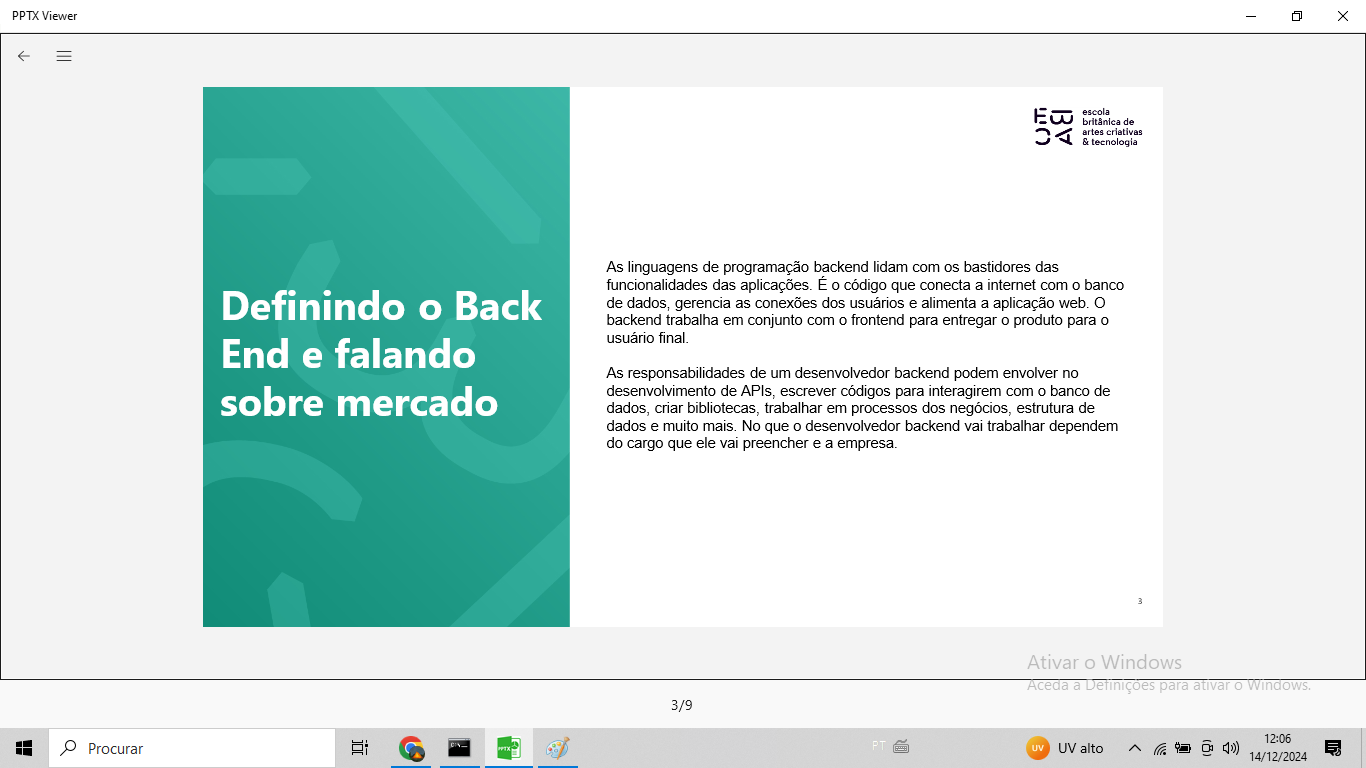 PPTX Viewer
escola
britânica de
artes criativas
& tecnologia
Definindo o Back
End e falando
sobre mercado
As linguagens de programação backend lidam com os bastidores das
funcionalidades das aplicações. É o código que conecta a internet com o banco
de dados, gerencia as conexões dos usuários e alimenta a aplicação web. O
backend trabalha em conjunto com o frontend para entregar o produto para o
usuário final.
As responsabilidades de um desenvolvedor backend podem envolver no
desenvolvimento de APIs, escrever códigos para interagirem com o banco de
dados, criar bibliotecas, trabalhar em processos dos negócios, estrutura de
dados e muito mais. No que o desenvolvedor backend vai trabalhar dependem
do cargo que ele vai preencher e a empresa.
3
Ativar o Windows
Aceda a Definições para ativar o Windows.
3/9
Procurar
PPTX
PT
UV
UV alto
12:06
14/12/2024